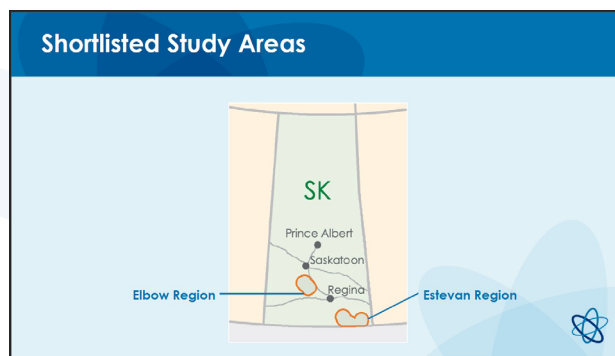 Shortlisted Study Areas
SK
Prince Albert
Saskatoon
Elbow Region
Regina
Estevan Region